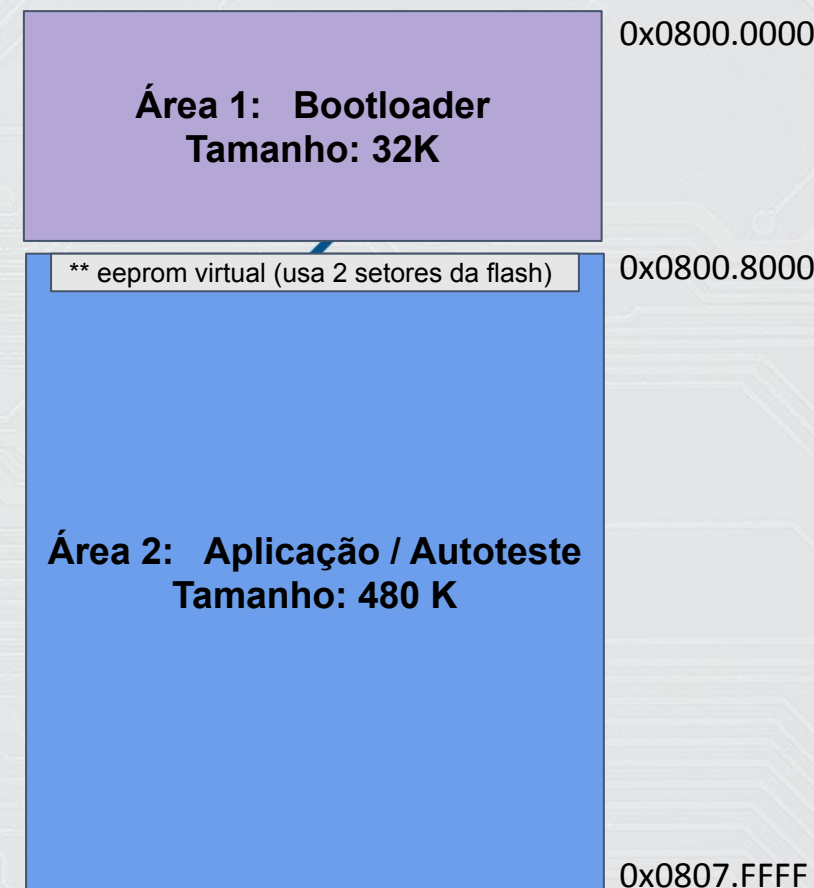 0x0800.0000
Área 1:   Bootloader
Tamanho: 32K
** eeprom virtual (usa 2 setores da flash)
0x0800.8000
Área 2:   Aplicação / Autoteste
Tamanho: 480 K
0x0807.FFFF